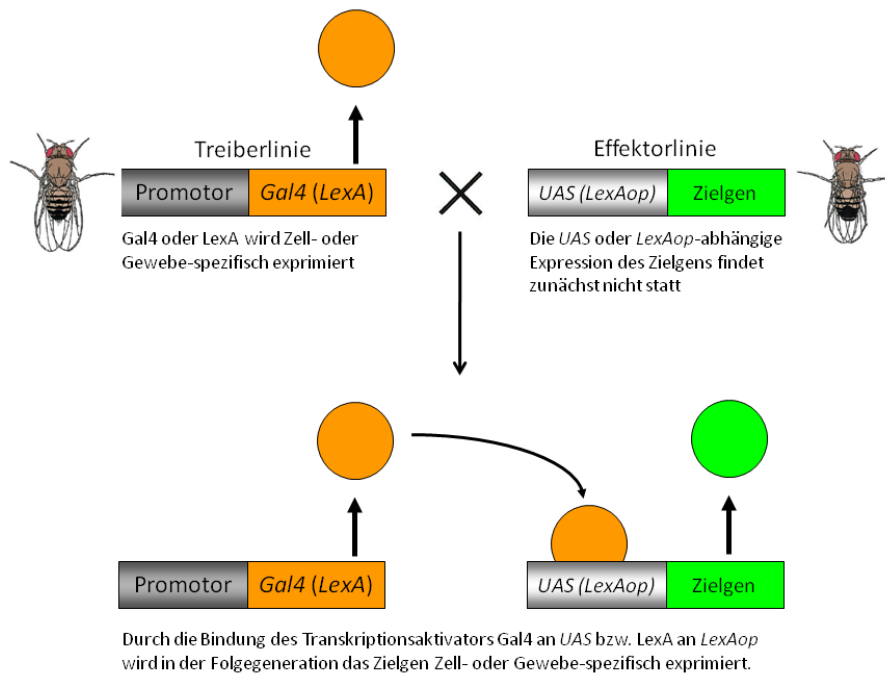 Treiberlinie
Promotor
Gal4 (LexA)
Gal4 oder LexA wird Zell- oder
Gewebe-spezifisch exprimiert
Effektorlinie
UAS (LexAop)
Zielgen
Die UAS oder LexAop-abhängige
Expression des Zielgens findet
zunächst nicht statt
Promotor
Gal4 (LexA)
UAS (LexAop)
Zielgen
Durch die Bindung des Transkriptionsaktivators Gal4 an UAS bzw. LexA an LexAop
wird in der Folgegeneration das Zielgen Zell- oder Gewebe-spezifisch exprimiert.